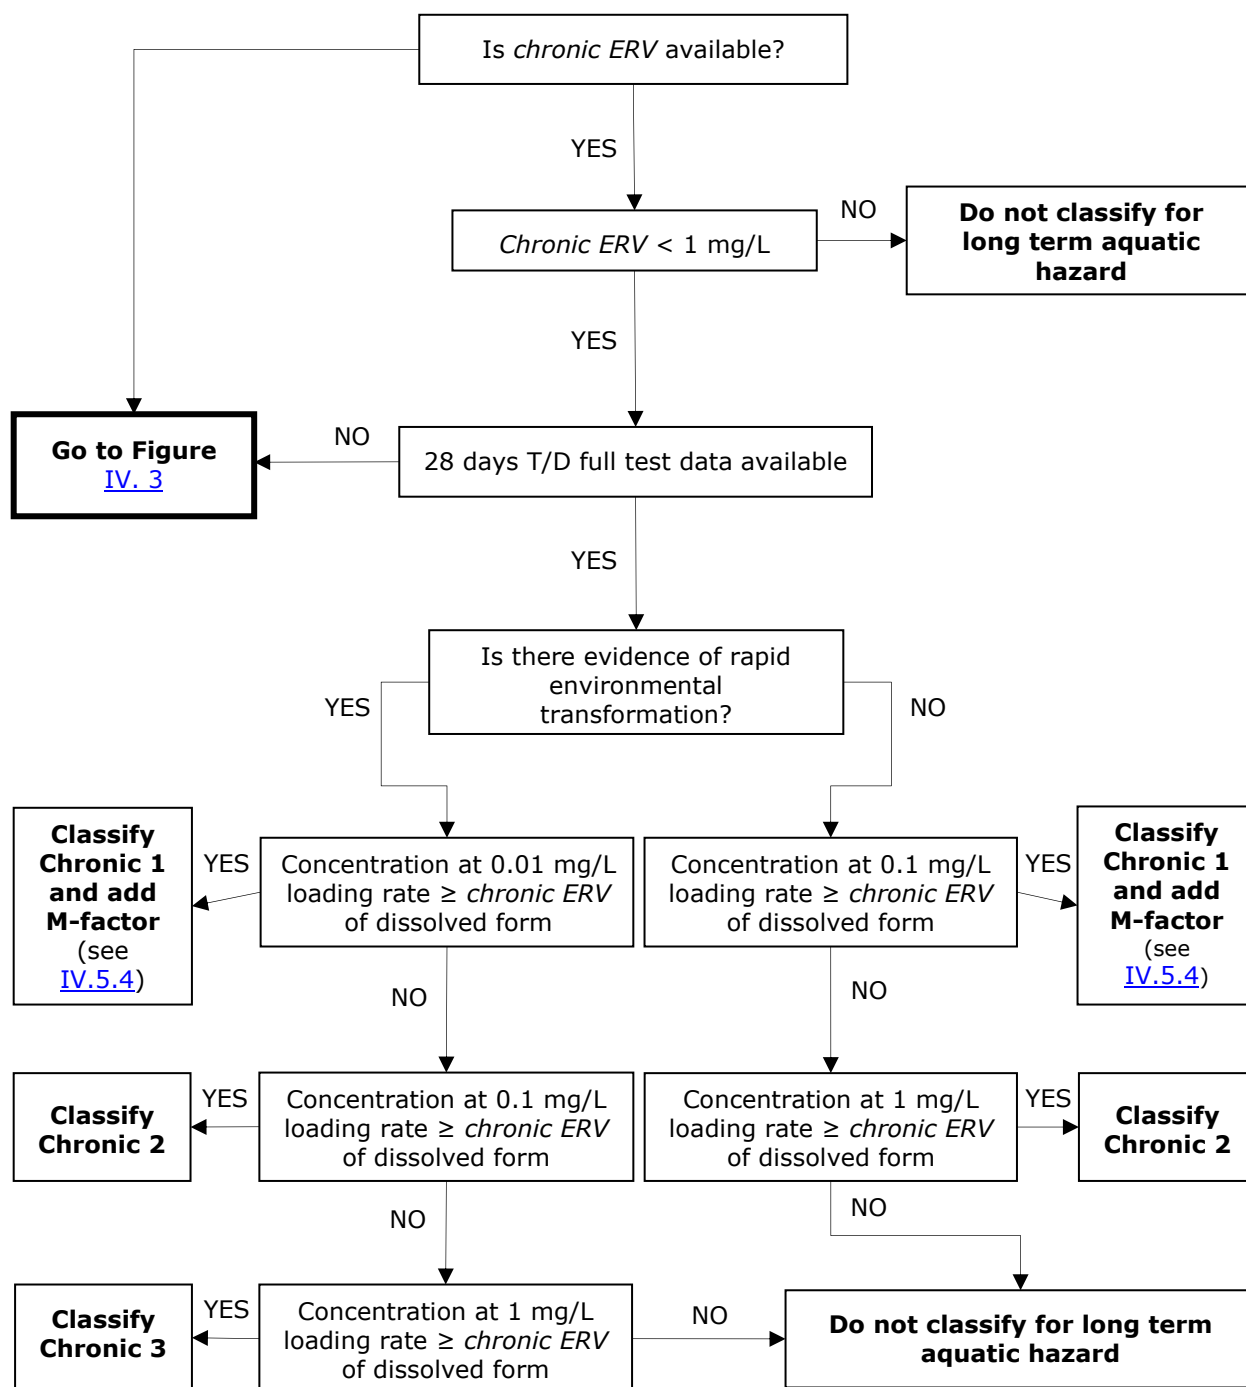 Is chronic ERV available?
YES
Chronic ERV < 1 mg/L
NO
Do not classify for
long term aquatic
hazard
YES
Go to Figure
IV. 3
NO
28 days T/D full test data available
YES
Is there evidence of rapid
environmental
transformation?
YES
NO
Classify
Chronic 1
and add
M-factor
(see
IV.5.4)
YES
Concentration at 0.01 mg/L
loading rate ≥ chronic ERV
of dissolved form
Concentration at 0.1 mg/L
loading rate ≥ chronic ERV
of dissolved form
YES
Classify
Chronic 1
and add
M-factor
(see
IV.5.4)
NO
NO
Classify
Chronic 2
YES
Concentration at 0.1 mg/L
loading rate ≥ chronic ERV
of dissolved form
Concentration at 1 mg/L
loading rate ≥ chronic ERV
of dissolved form
YES
Classify
Chronic 2
NO
NO
Classify
Chronic 3
YES
Concentration at 1 mg/L
loading rate ≥ chronic ERV
of dissolved form
NO
Do not classify for long term
aquatic hazard